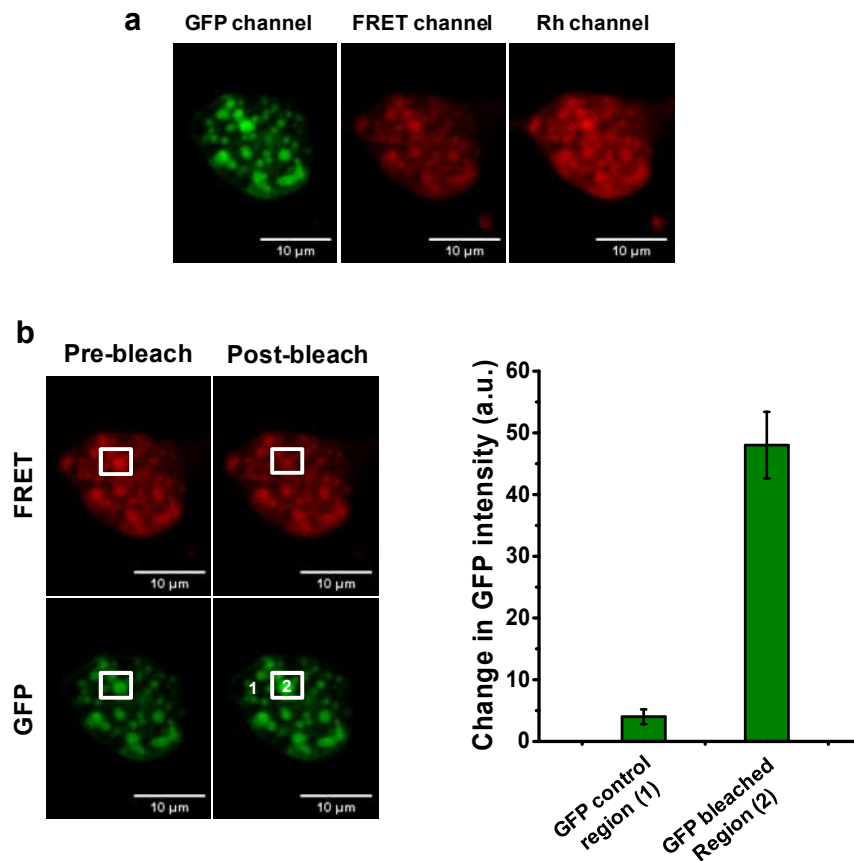 a
GFP channel FRET channel Rh channel
10 µm 10 µm 10 µm
b
Pre-bleach Post-bleach
FRET
10 µm 10 µm
GFP
1 2
10 µm 10 µm
Change in GFP intensity (a.u.)
60
50
40
30
20
10
0
GFP control
region (1)
GFP bleached
Region (2)